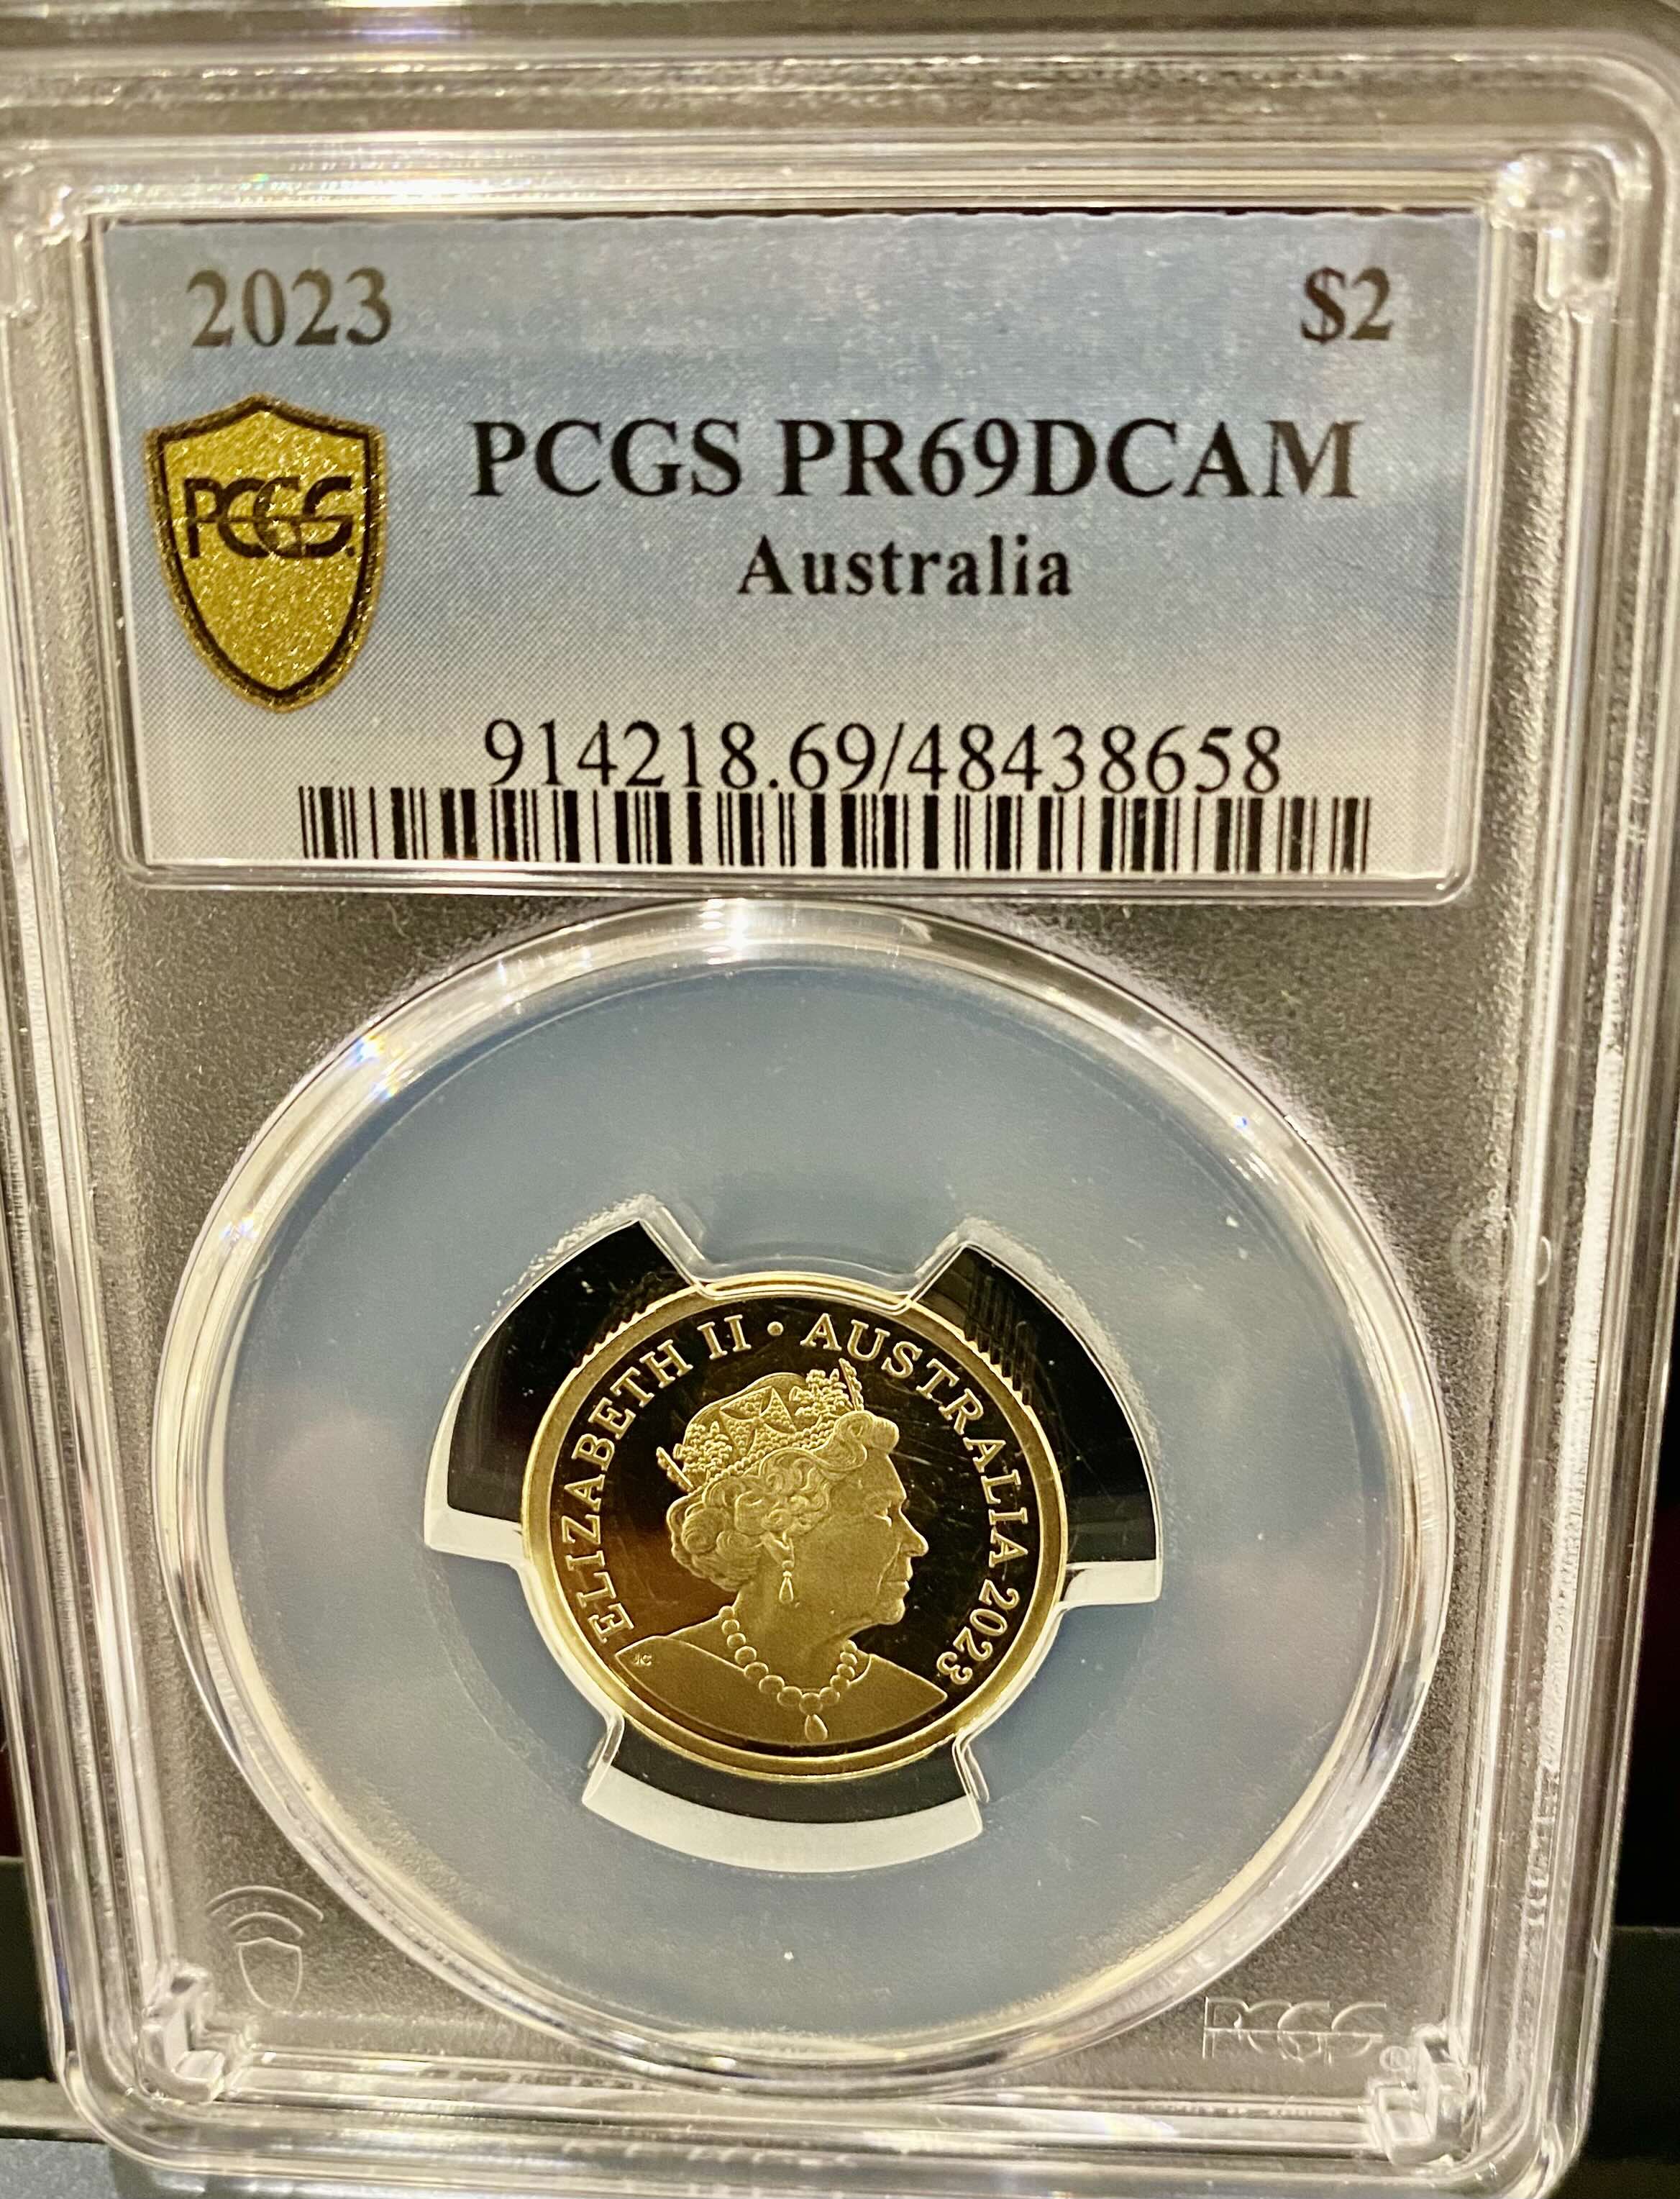 2023 $2
PCGS
PCGS PR69DCAM
Australia
914218.69/48438658
ELIZABETH II • AUSTRALIA 2023
JC
PCGS